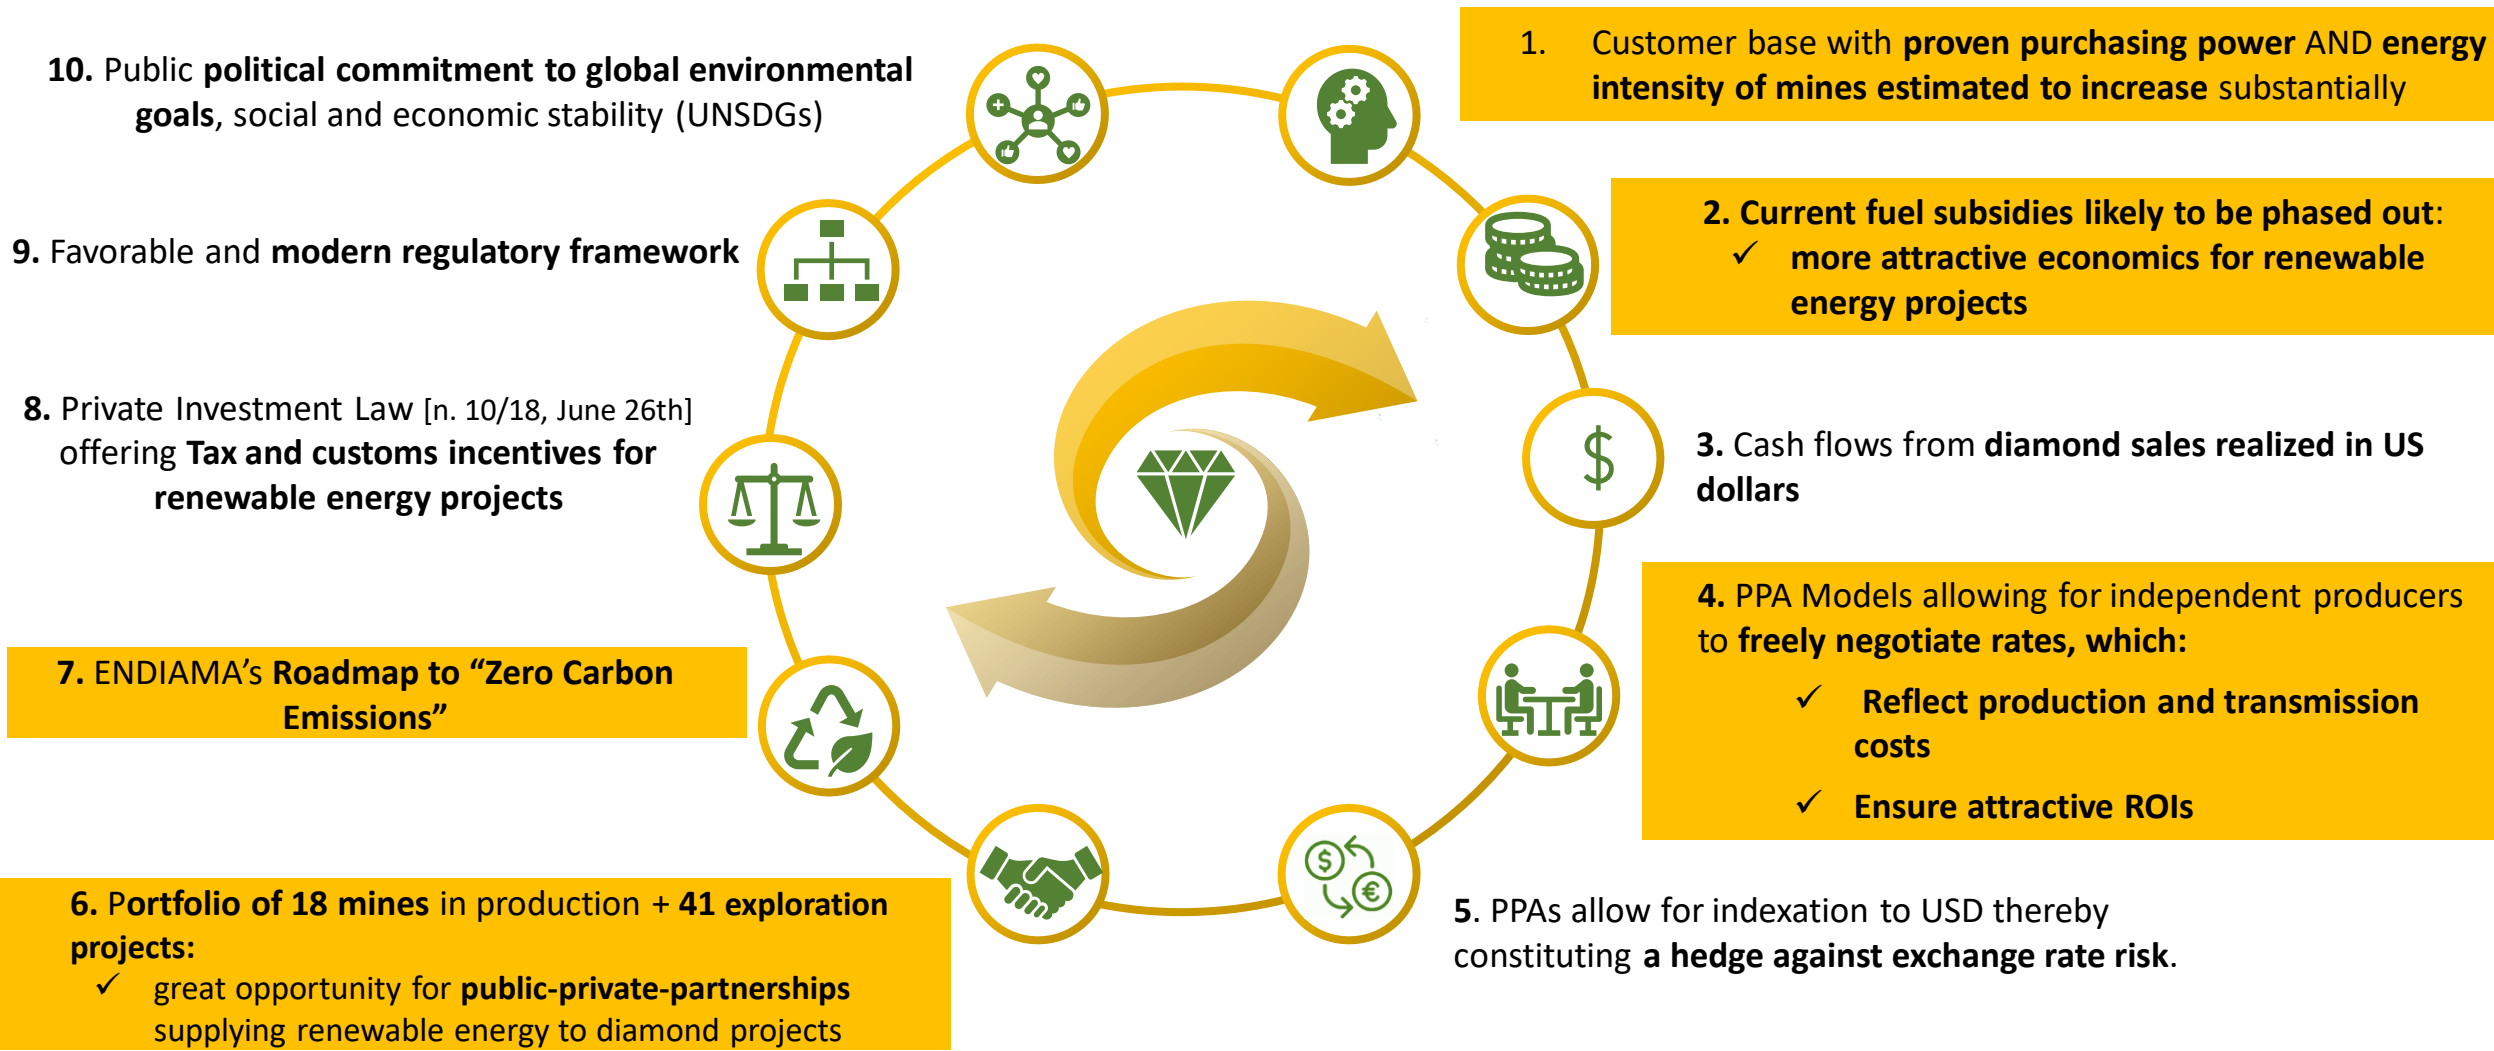 1. Customer base with proven purchasing power AND energy
intensity of mines estimated to increase substantially
2. Current fuel subsidies likely to be phased out:
✓ more attractive economics for renewable
energy projects
3. Cash flows from diamond sales realized in US
dollars
4. PPA Models allowing for independent producers
to freely negotiate rates, which:
✓ Reflect production and transmission
costs
✓ Ensure attractive ROIs
5. PPAs allow for indexation to USD thereby
constituting a hedge against exchange rate risk.
6. Portfolio of 18 mines in production + 41 exploration
projects:
✓ great opportunity for public-private-partnerships
supplying renewable energy to diamond projects
7. ENDIAMA’s Roadmap to “Zero Carbon
Emissions”
8. Private Investment Law [n. 10/18, June 26th]
offering Tax and customs incentives for
renewable energy projects
9. Favorable and modern regulatory framework
10. Public political commitment to global environmental
goals, social and economic stability (UNSDGs)